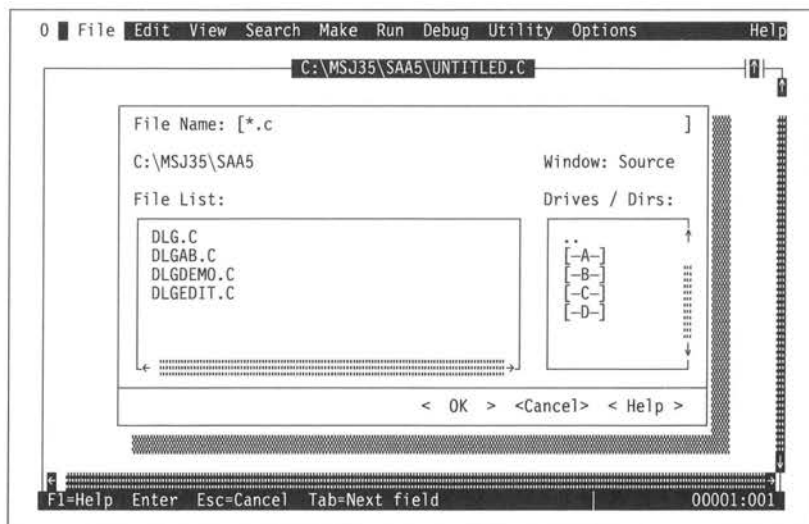 0 File Edit View Search Make Run Debug Utility Options Help
C:\MSJ35\SAA5\UNTITLED.C
File Name: [*.c ]
C:\MSJ35\SAA5 Window: Source
File List: Drives / Dirs:
DLG.C
DLGAB.C
DLGDEMO.C
DLGEDIT.C
..
[-A-]
[-B-]
[-C-]
[-D-]
< OK > <Cancel> < Help >
F1=Help Enter Esc=Cancel Tab=Next field 00001:001